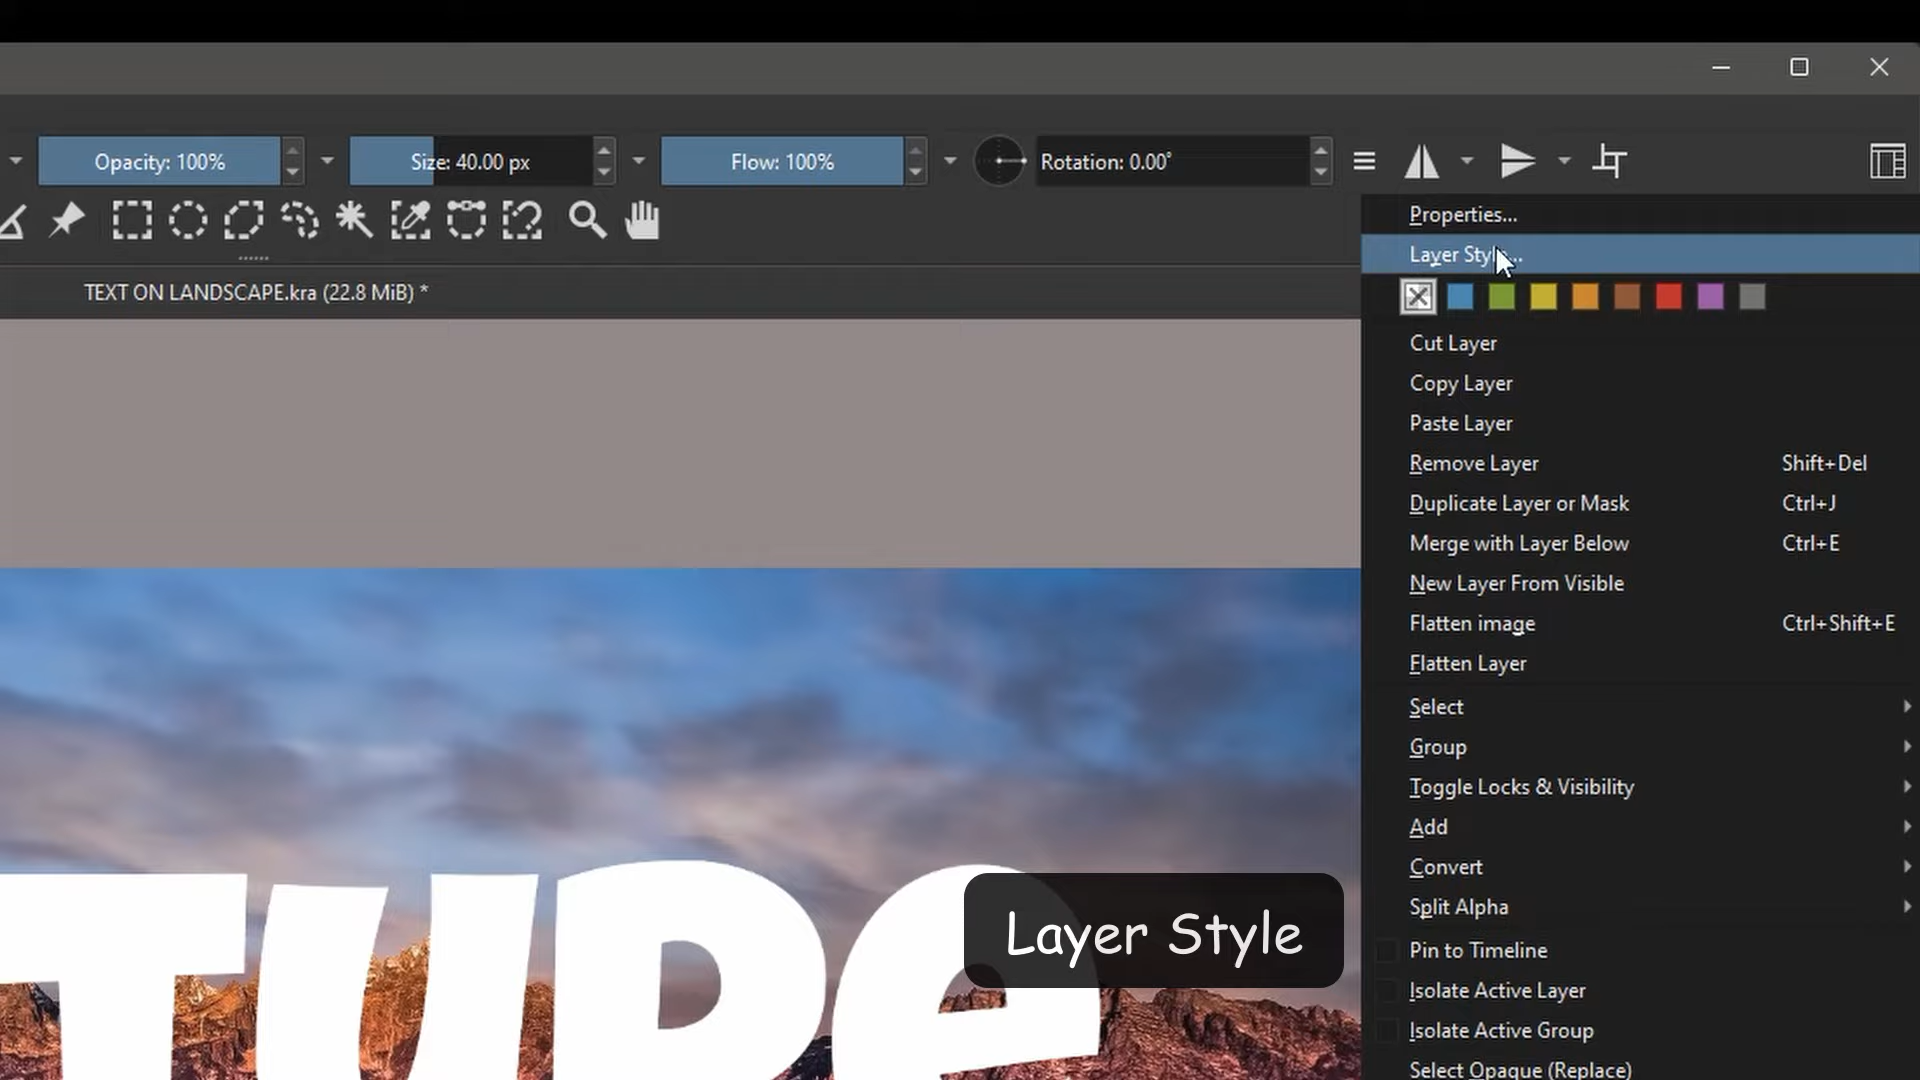 Opacity: 100%
Size: 40.00 px
Flow: 100%
Rotation: 0.00°
TEXT ON LANDSCAPE.kra (22.8 MiB) *
Properties...
Layer Style...
Cut Layer
Copy Layer
Paste Layer
Remove Layer Shift+Del
Duplicate Layer or Mask Ctrl+J
Merge with Layer Below Ctrl+E
New Layer From Visible
Flatten image Ctrl+Shift+E
Flatten Layer
Select
Group
Toggle Locks & Visibility
Add
Convert
Split Alpha
Pin to Timeline
Isolate Active Layer
Isolate Active Group
Select Opaque (Replace)
TURe
Layer Style